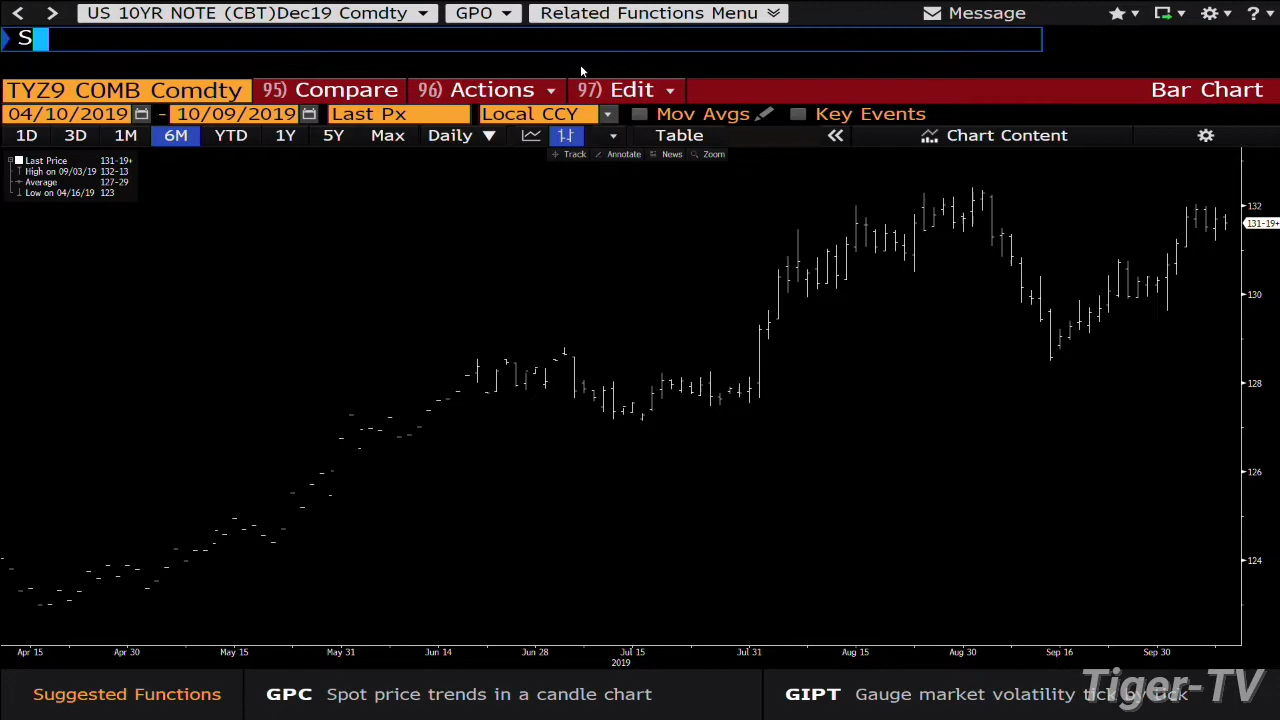 US 10YR NOTE (CBT)Dec19 Comdty GPO Related Functions Menu Message ?
S
TYZ9 COMB Comdty 95) Compare 96) Actions 97) Edit Bar Chart
04/10/2019 - 10/09/2019 Last Px Local CCY Mov Avgs Key Events
1D 3D 1M 6M YTD 1Y 5Y Max Daily Table Chart Content
Track Annotate News Zoom
Last Price 131-19+
High on 09/03/19 132-13
Average 127-29
Low on 04/16/19 123
132
131-19+
130
128
126
124
Apr 15 Apr 30 May 15 May 31 Jun 14 Jun 28 Jul 15 Jul 31 Aug 15 Aug 30 Sep 16 Sep 30
2019
Suggested Functions GPC Spot price trends in a candle chart GIPT Gauge market volatility tick by tick
Tiger-TV